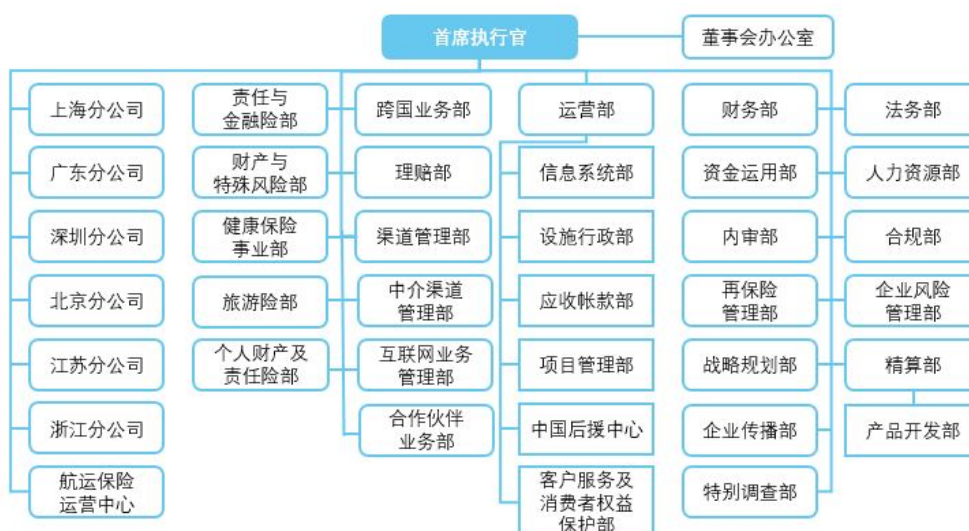 首席执行官
董事会办公室
上海分公司
责任与
金融险部
跨国业务部
运营部
财务部
法务部
广东分公司
财产与
特殊风险部
理赔部
信息系统部
资金运用部
人力资源部
深圳分公司
健康保险
事业部
渠道管理部
设施行政部
内审部
合规部
北京分公司
旅游险部
中介渠道
管理部
应收帐款部
再保险
管理部
企业风险
管理部
江苏分公司
个人财产及
责任险部
互联网业务
管理部
项目管理部
战略规划部
精算部
浙江分公司
合作伙伴
业务部
中国后援中心
企业传播部
产品开发部
航运保险
运营中心
客户服务及
消费者权益
保护部
特别调查部